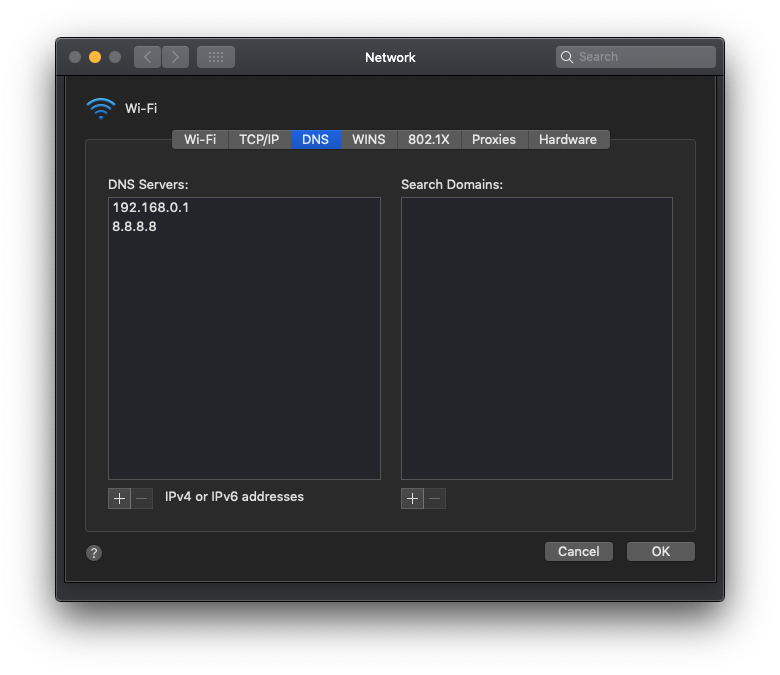 Network
Search
Wi-Fi
Wi-Fi TCP/IP DNS WINS 802.1X Proxies Hardware
DNS Servers:
192.168.0.1
8.8.8.8
Search Domains:
+ − IPv4 or IPv6 addresses
+ −
?
Cancel OK